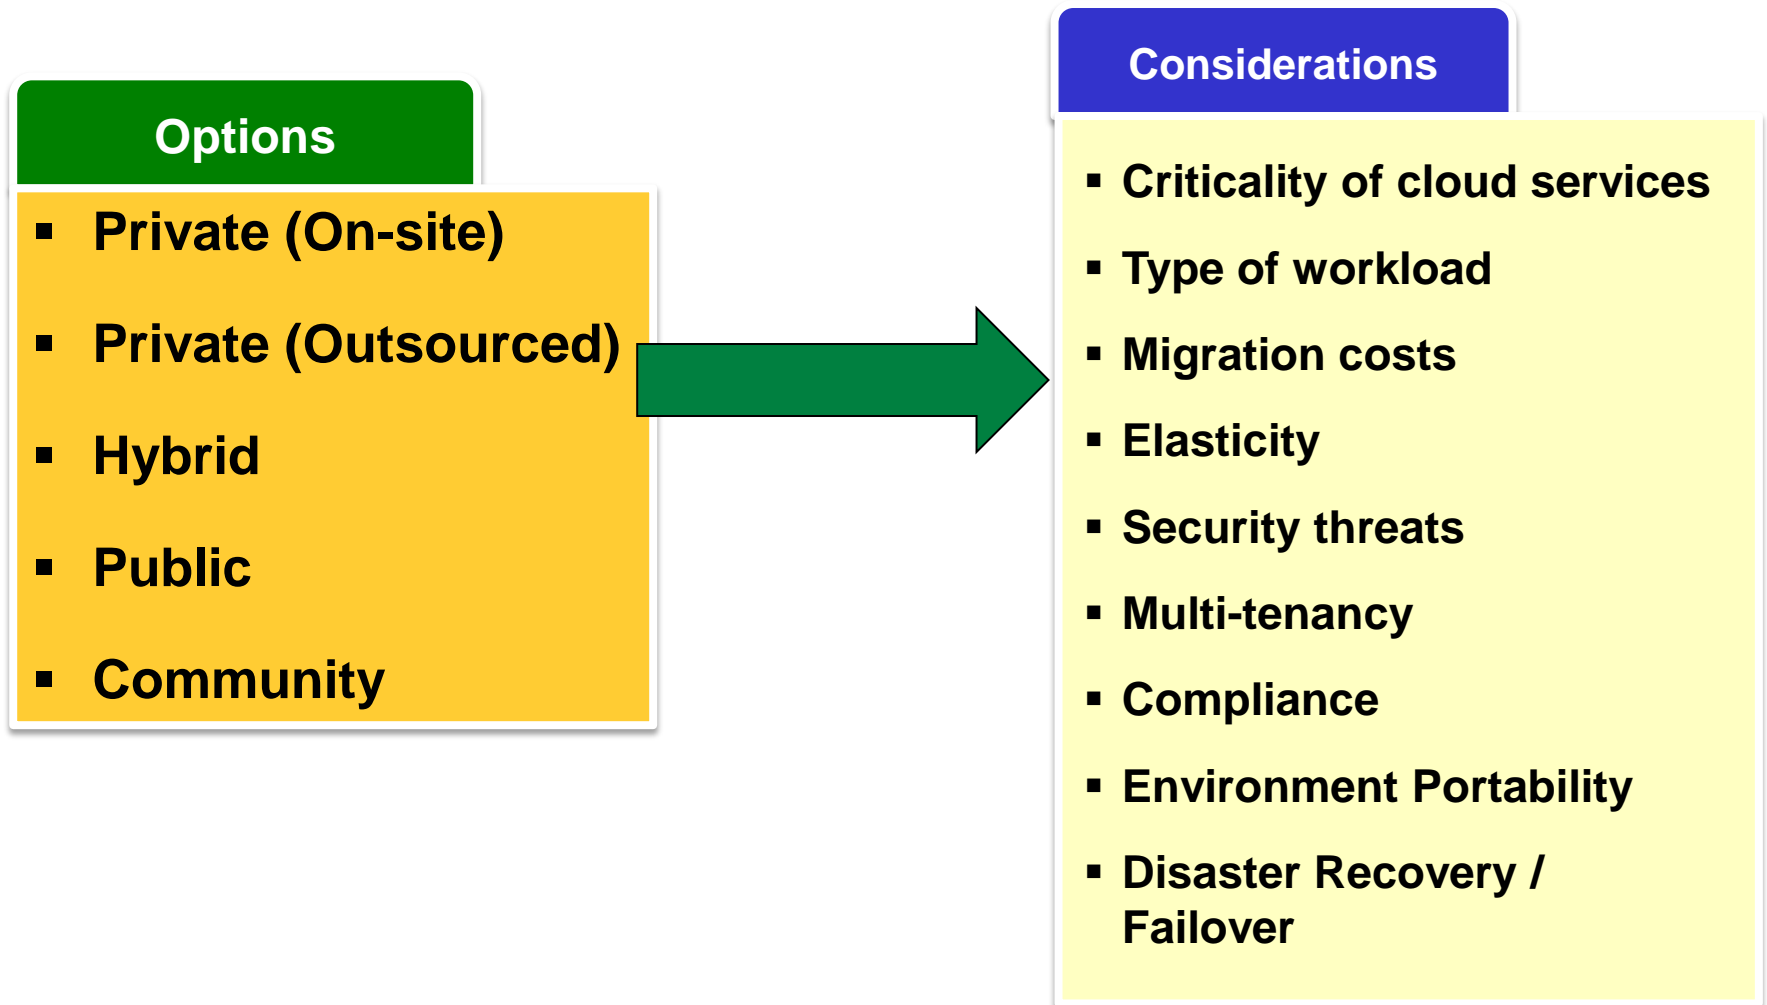 Options
▪ Private (On-site)
▪ Private (Outsourced)
▪ Hybrid
▪ Public
▪ Community
Considerations
▪ Criticality of cloud services
▪ Type of workload
▪ Migration costs
▪ Elasticity
▪ Security threats
▪ Multi-tenancy
▪ Compliance
▪ Environment Portability
▪ Disaster Recovery /
Failover